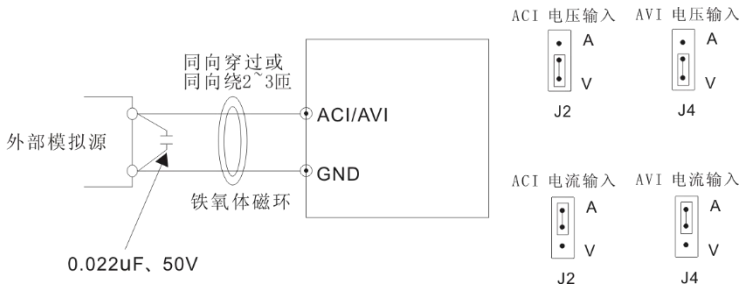 同向穿过或
同向绕2~3匝
ACI/AVI
外部模拟源
GND
铁氧体磁环
0.022uF、50V
ACI 电压输入
A
V
J2
AVI 电压输入
A
V
J4
ACI 电流输入
A
V
J2
AVI 电流输入
A
V
J4